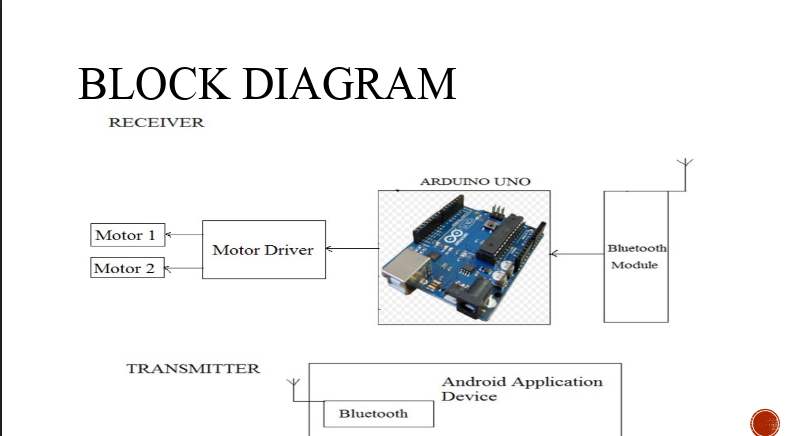 BLOCK DIAGRAM
RECEIVER
ARDUINO UNO
Motor 1
Motor 2
Motor Driver
Bluetooth
Module
TRANSMITTER
Android Application
Device
Bluetooth